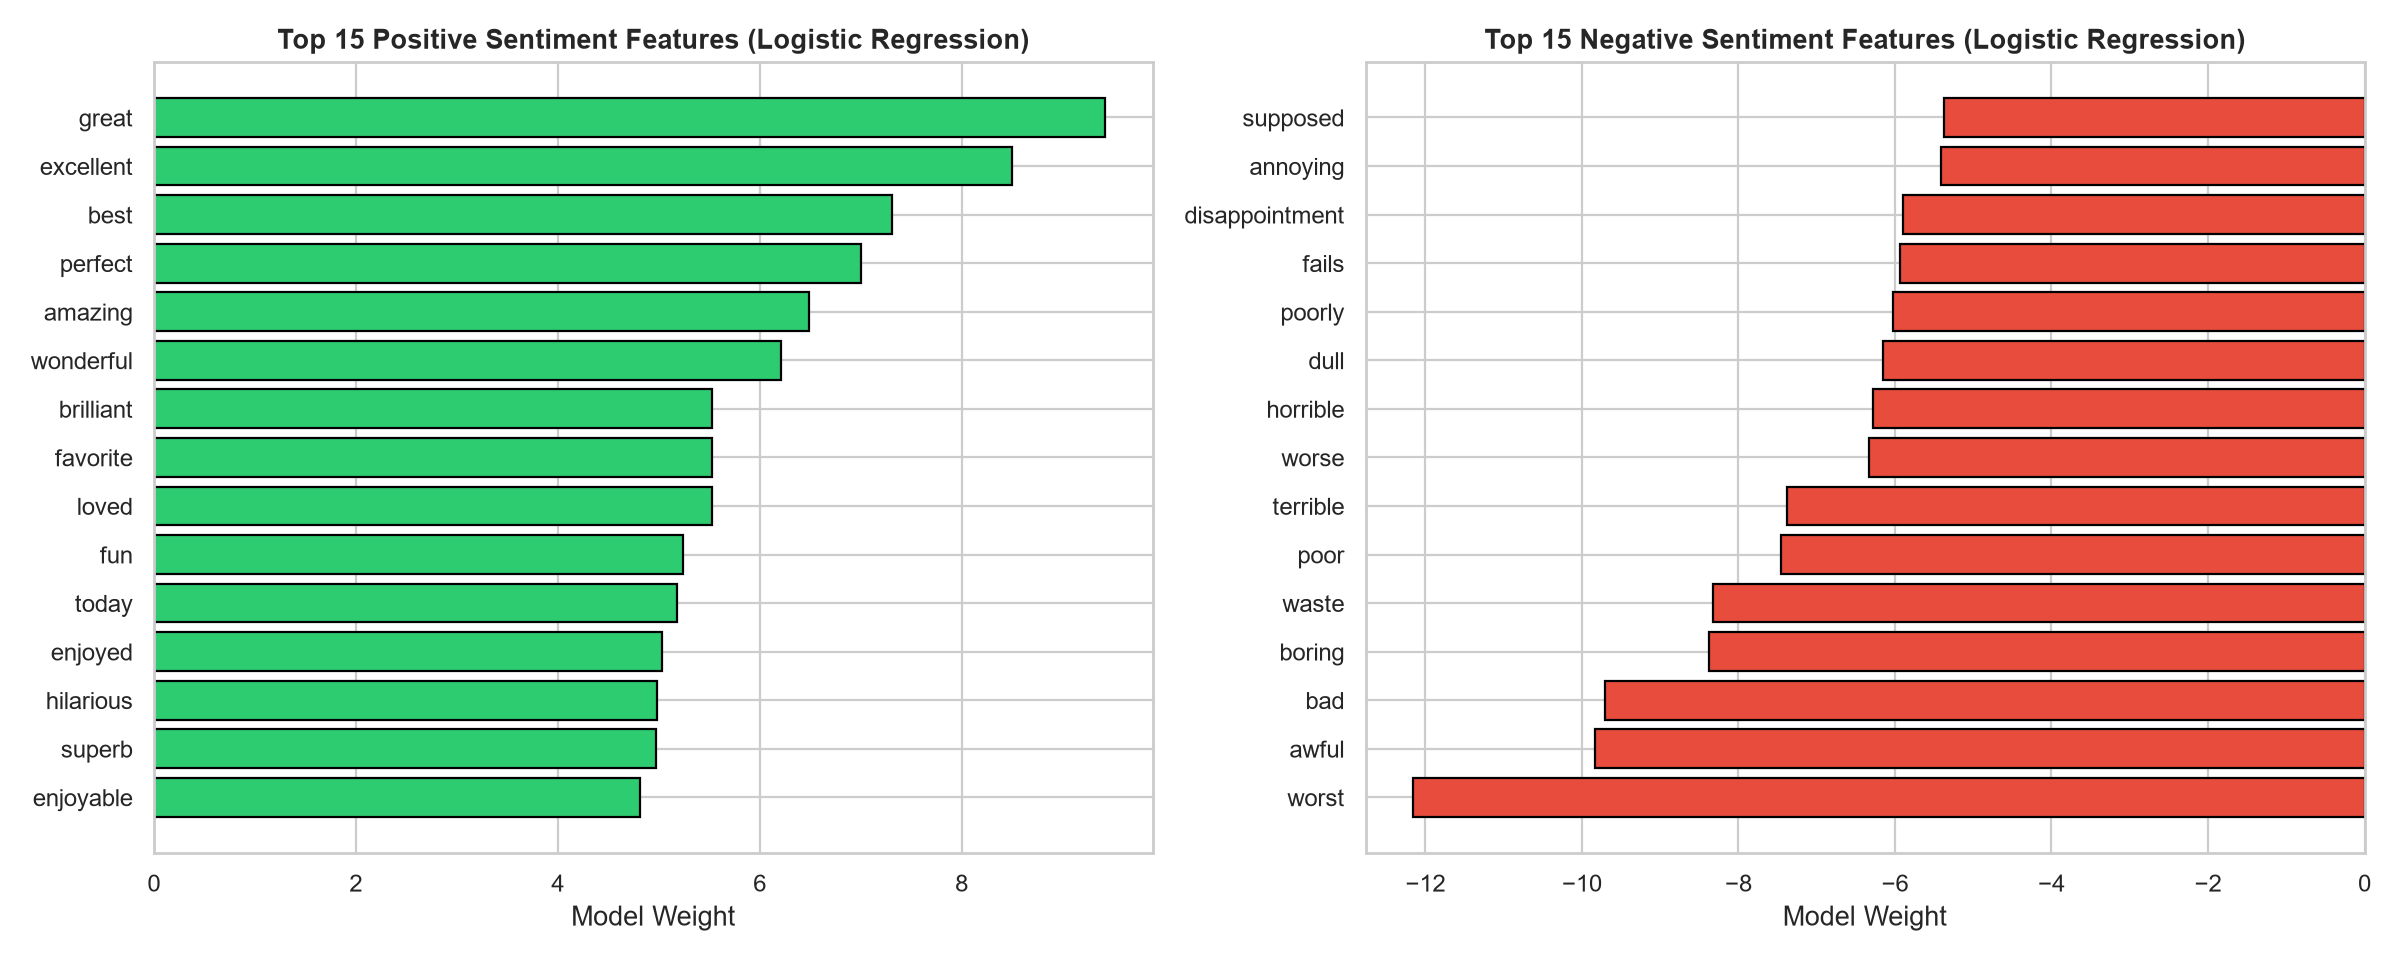 Top 15 Positive Sentiment Features (Logistic Regression)
great
excellent
best
perfect
amazing
wonderful
brilliant
favorite
loved
fun
today
enjoyed
hilarious
superb
enjoyable
0 2 4 6 8
Model Weight
Top 15 Negative Sentiment Features (Logistic Regression)
supposed
annoying
disappointment
fails
poorly
dull
horrible
worse
terrible
poor
waste
boring
bad
awful
worst
−12 −10 −8 −6 −4 −2 0
Model Weight